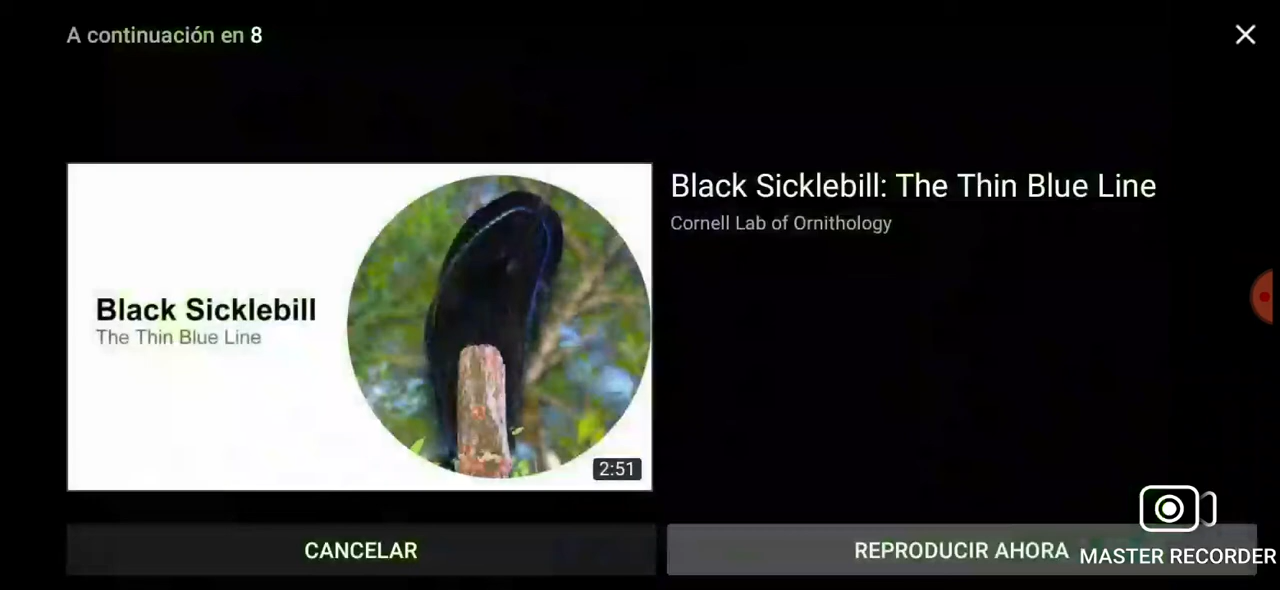 A continuación en 8
Black Sicklebill: The Thin Blue Line
Cornell Lab of Ornithology
Black Sicklebill
The Thin Blue Line
2:51
CANCELAR
REPRODUCIR AHORA
MASTER RECORDER